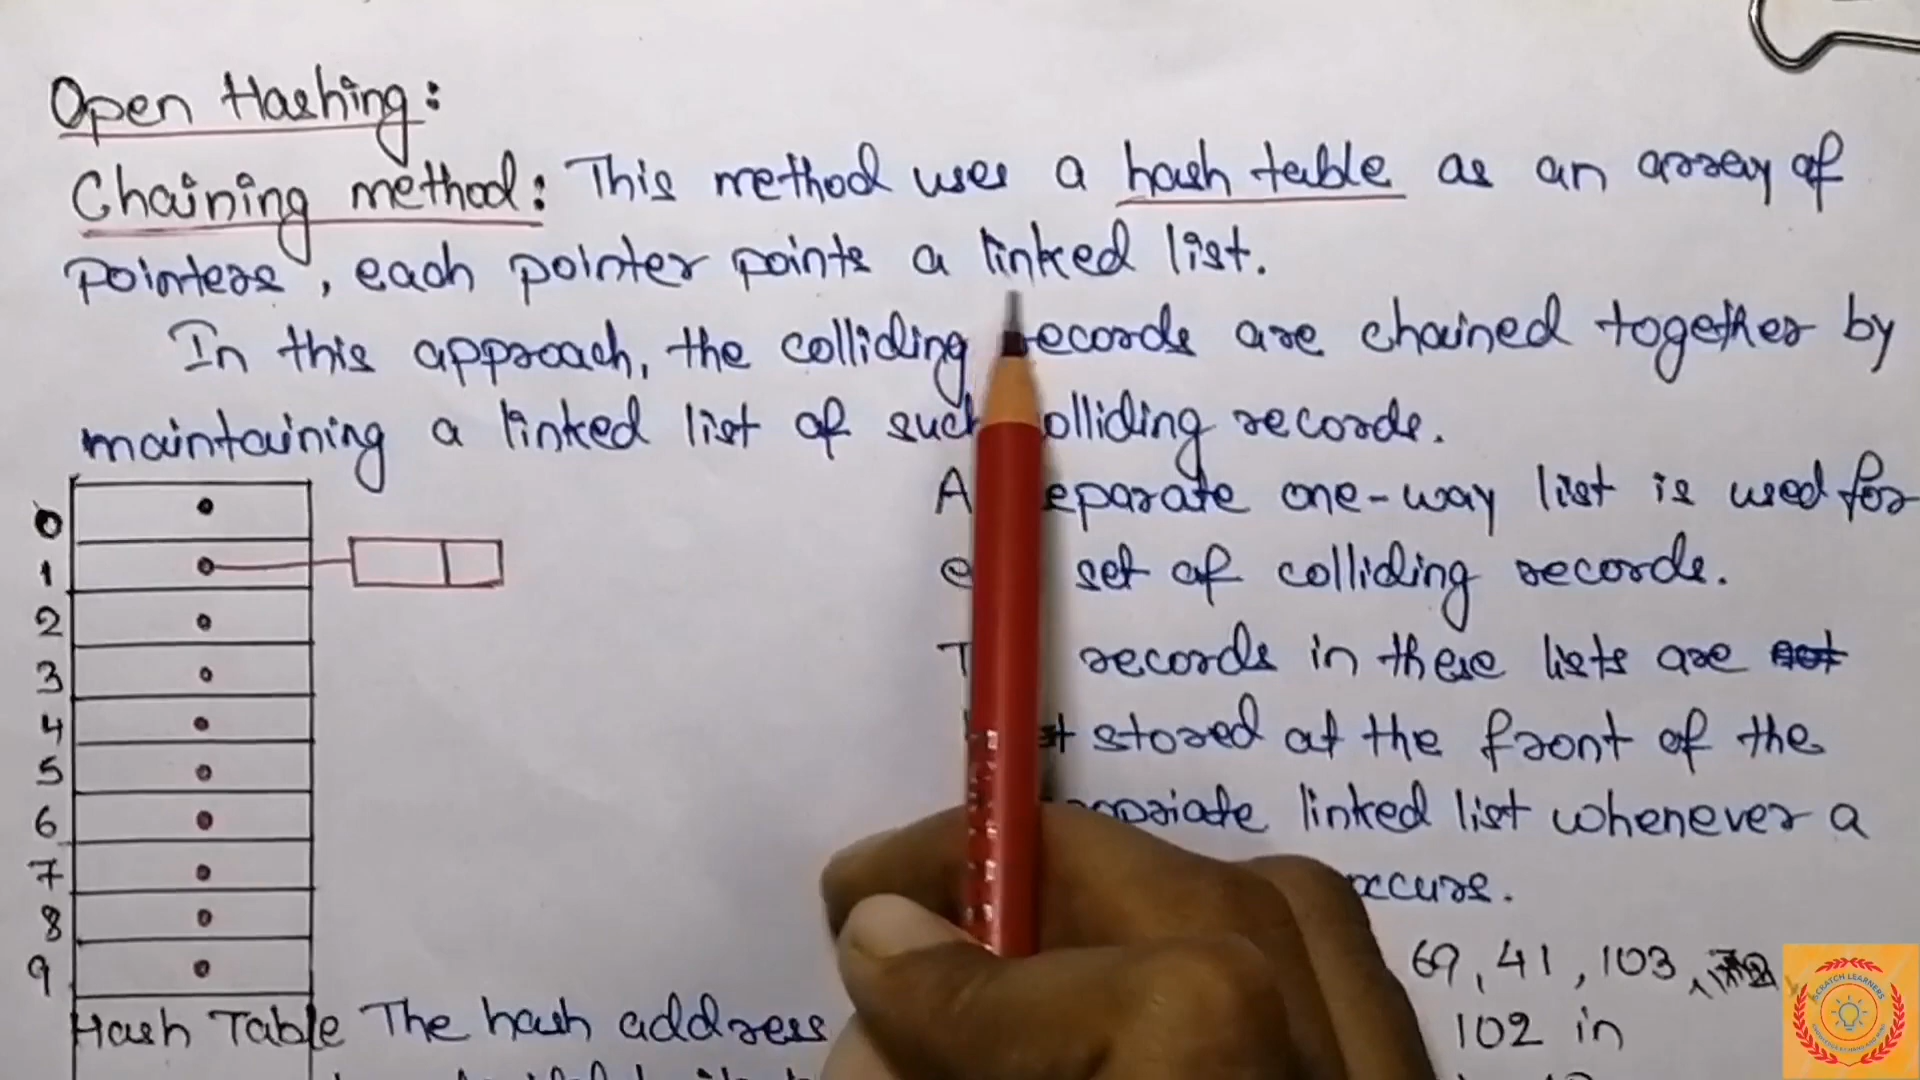 Open Hashing:
Chaining method: This method uses a hash table as an array of
pointers, each pointer points a linked list.
In this approach, the colliding records are chained together by
maintaining a linked list of such colliding records.
A separate one-way list is used for
set of colliding records.
records in these lists are not
stored at the front of the
linked list whenever a
occurs.
0
1
2
3
4
5
6
7
8
9
69, 41, 103,
Hash Table The hash address
102 in
SCRATCH LEARNERS